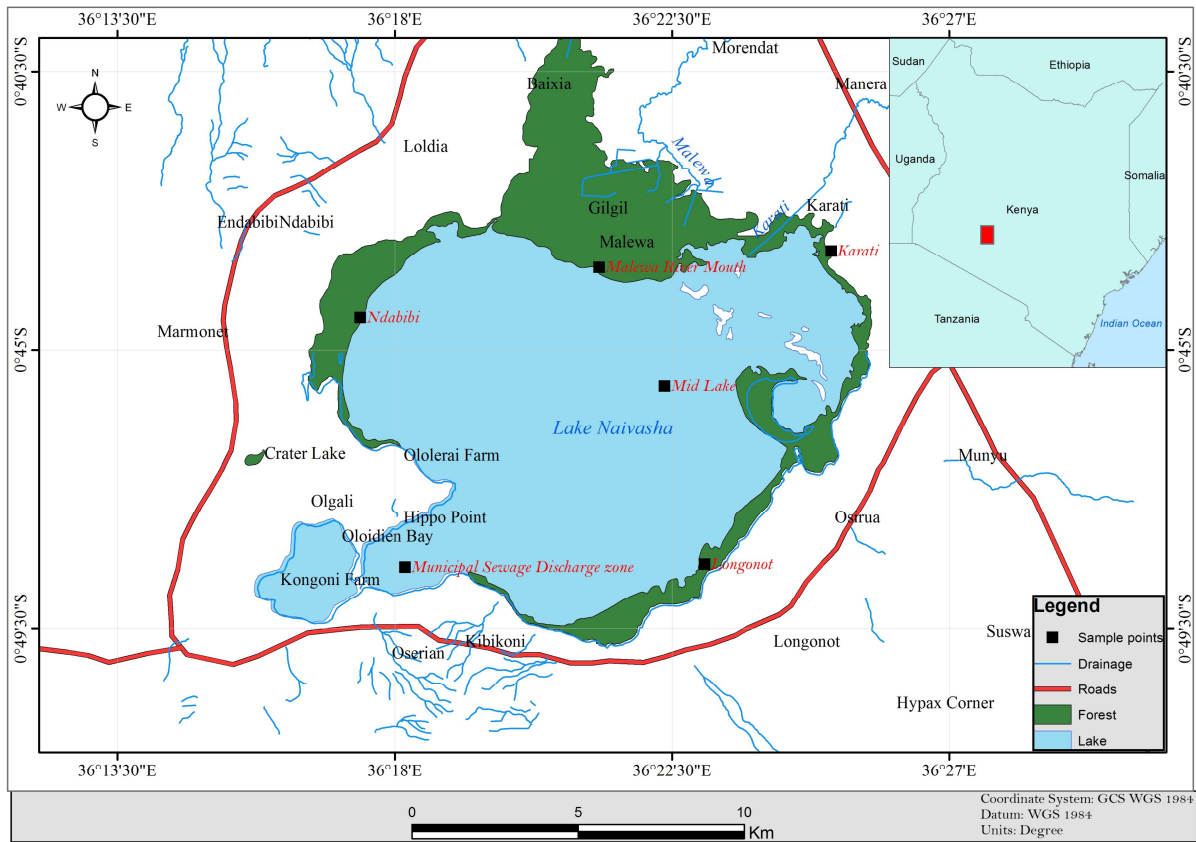 36°13'30"E
36°18'E
36°22'30"E
36°27'E
0°40'30"S
0°40'30"S
N
W
E
S
Morendat
Baixia
Manera
Sudan
Ethiopia
Uganda
Somalia
Kenya
Tanzania
Indian Ocean
Loldia
Malewa
Gilgil
Karati
Karati
EndabibiNdabibi
Malewa
Karati
Malewa River Mouth
Ndabibi
Marmonet
0°45'S
0°45'S
Mid Lake
Lake Naivasha
Crater Lake
Ololerai Farm
Munyu
Olgali
Hippo Point
Osirua
Oloidien Bay
Kongoni Farm
Municipal Sewage Discharge zone
Longonot
0°49'30"S
0°49'30"S
Kibikoni
Oserian
Longonot
Suswa
Hypax Corner
Legend
Sample points
Drainage
Roads
Forest
Lake
36°13'30"E
36°18'E
36°22'30"E
36°27'E
0
5
10
Km
Coordinate System: GCS WGS 1984
Datum: WGS 1984
Units: Degree